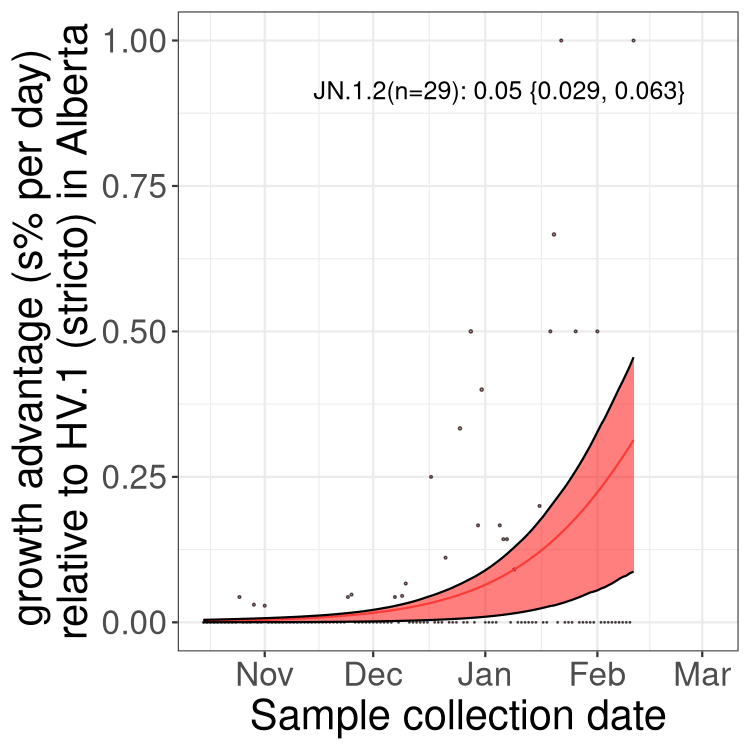 growth advantage (s% per day)
relative to HV.1 (stricto) in Alberta
1.00
0.75
0.50
0.25
0.00
JN.1.2(n=29): 0.05 {0.029, 0.063}
Nov Dec Jan Feb Mar
Sample collection date